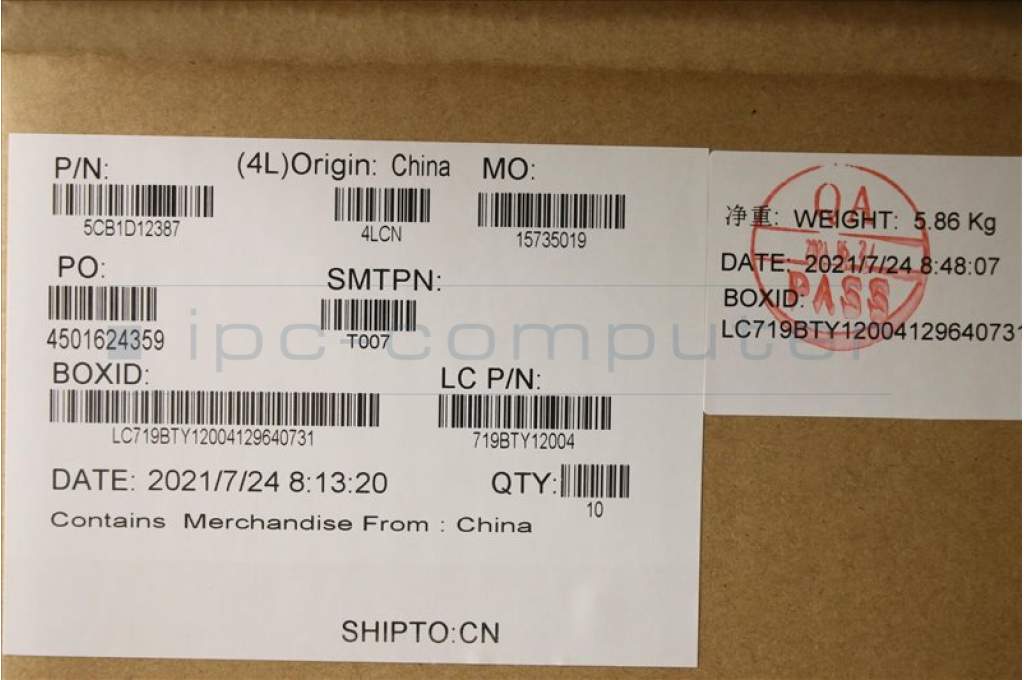 P/N: (4L)Origin: China MO:
5CB1D12387 4LCN 15735019
PO: SMTPN:
4501624359 T007
BOXID: LC P/N:
LC719BTY12004129640731 719BTY12004
DATE: 2021/7/24 8:13:20 QTY:
10
Contains Merchandise From : China
SHIPTO:CN
净重: WEIGHT: 5.86 Kg
DATE: 2021/7/24 8:48:07
BOXID:
LC719BTY12004129640731
QA
PASS
ipc-computer